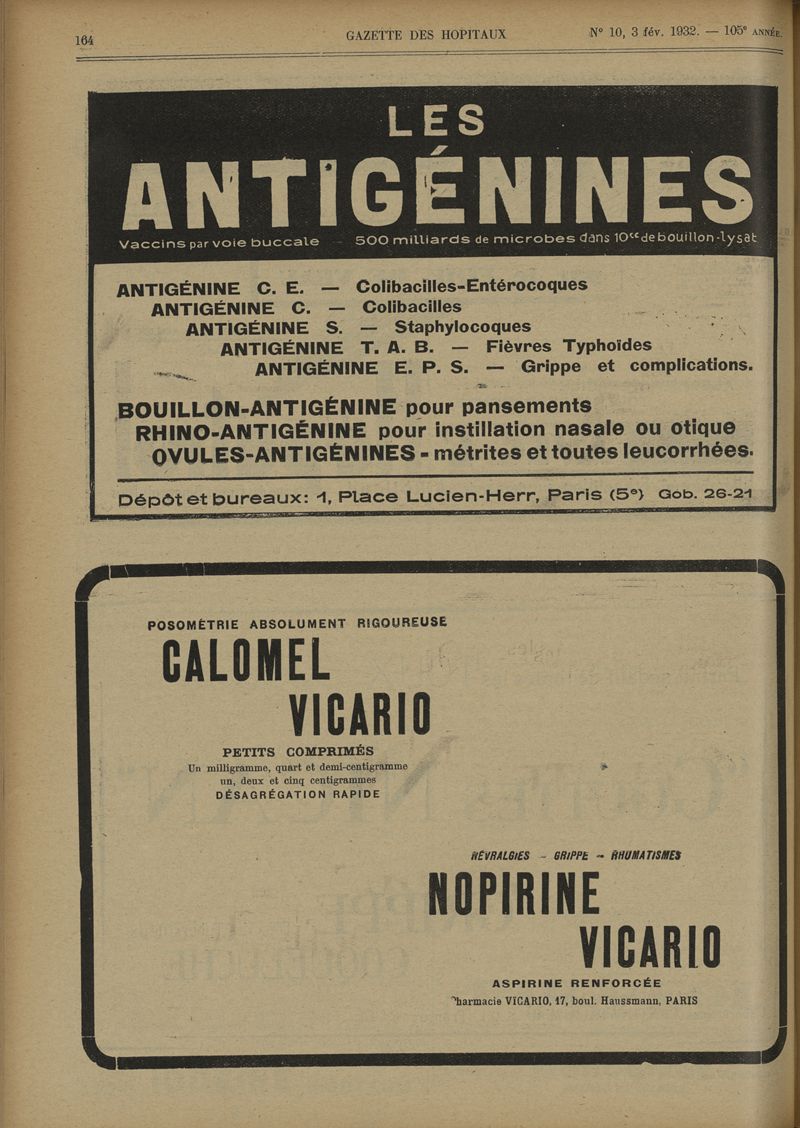 164
GAZETTE DES HOPITAUX
N° 10, 3 fév. 1932. — 105e ANNÉE.
LES
ANTIGÉNINES
Vaccins par voie buccale – 500 milliards de microbes dans 10cc de bouillon-lysat
ANTIGÉNINE C. E. — Colibacilles-Entérocoques
ANTIGÉNINE C. — Colibacilles
ANTIGÉNINE S. — Staphylocoques
ANTIGÉNINE T. A. B. — Fièvres Typhoïdes
ANTIGÉNINE E. P. S. — Grippe et complications.
BOUILLON-ANTIGÉNINE pour pansements
RHINO-ANTIGÉNINE pour instillation nasale ou otique
OVULES-ANTIGÉNINES - métrites et toutes leucorrhées.
Dépôt et bureaux: 1, Place Lucien-Herr, Paris (5e) Gob. 26-21
POSOMÉTRIE ABSOLUMENT RIGOUREUSE
CALOMEL
VICARIO
PETITS COMPRIMÉS
Un milligramme, quart et demi-centigramme
un, deux et cinq centigrammes
DÉSAGRÉGATION RAPIDE
NÉVRALGIES – GRIPPE – RHUMATISMES
NOPIRINE
VICARIO
ASPIRINE RENFORCÉE
Pharmacie VICARIO, 17, boul. Haussmann, PARIS